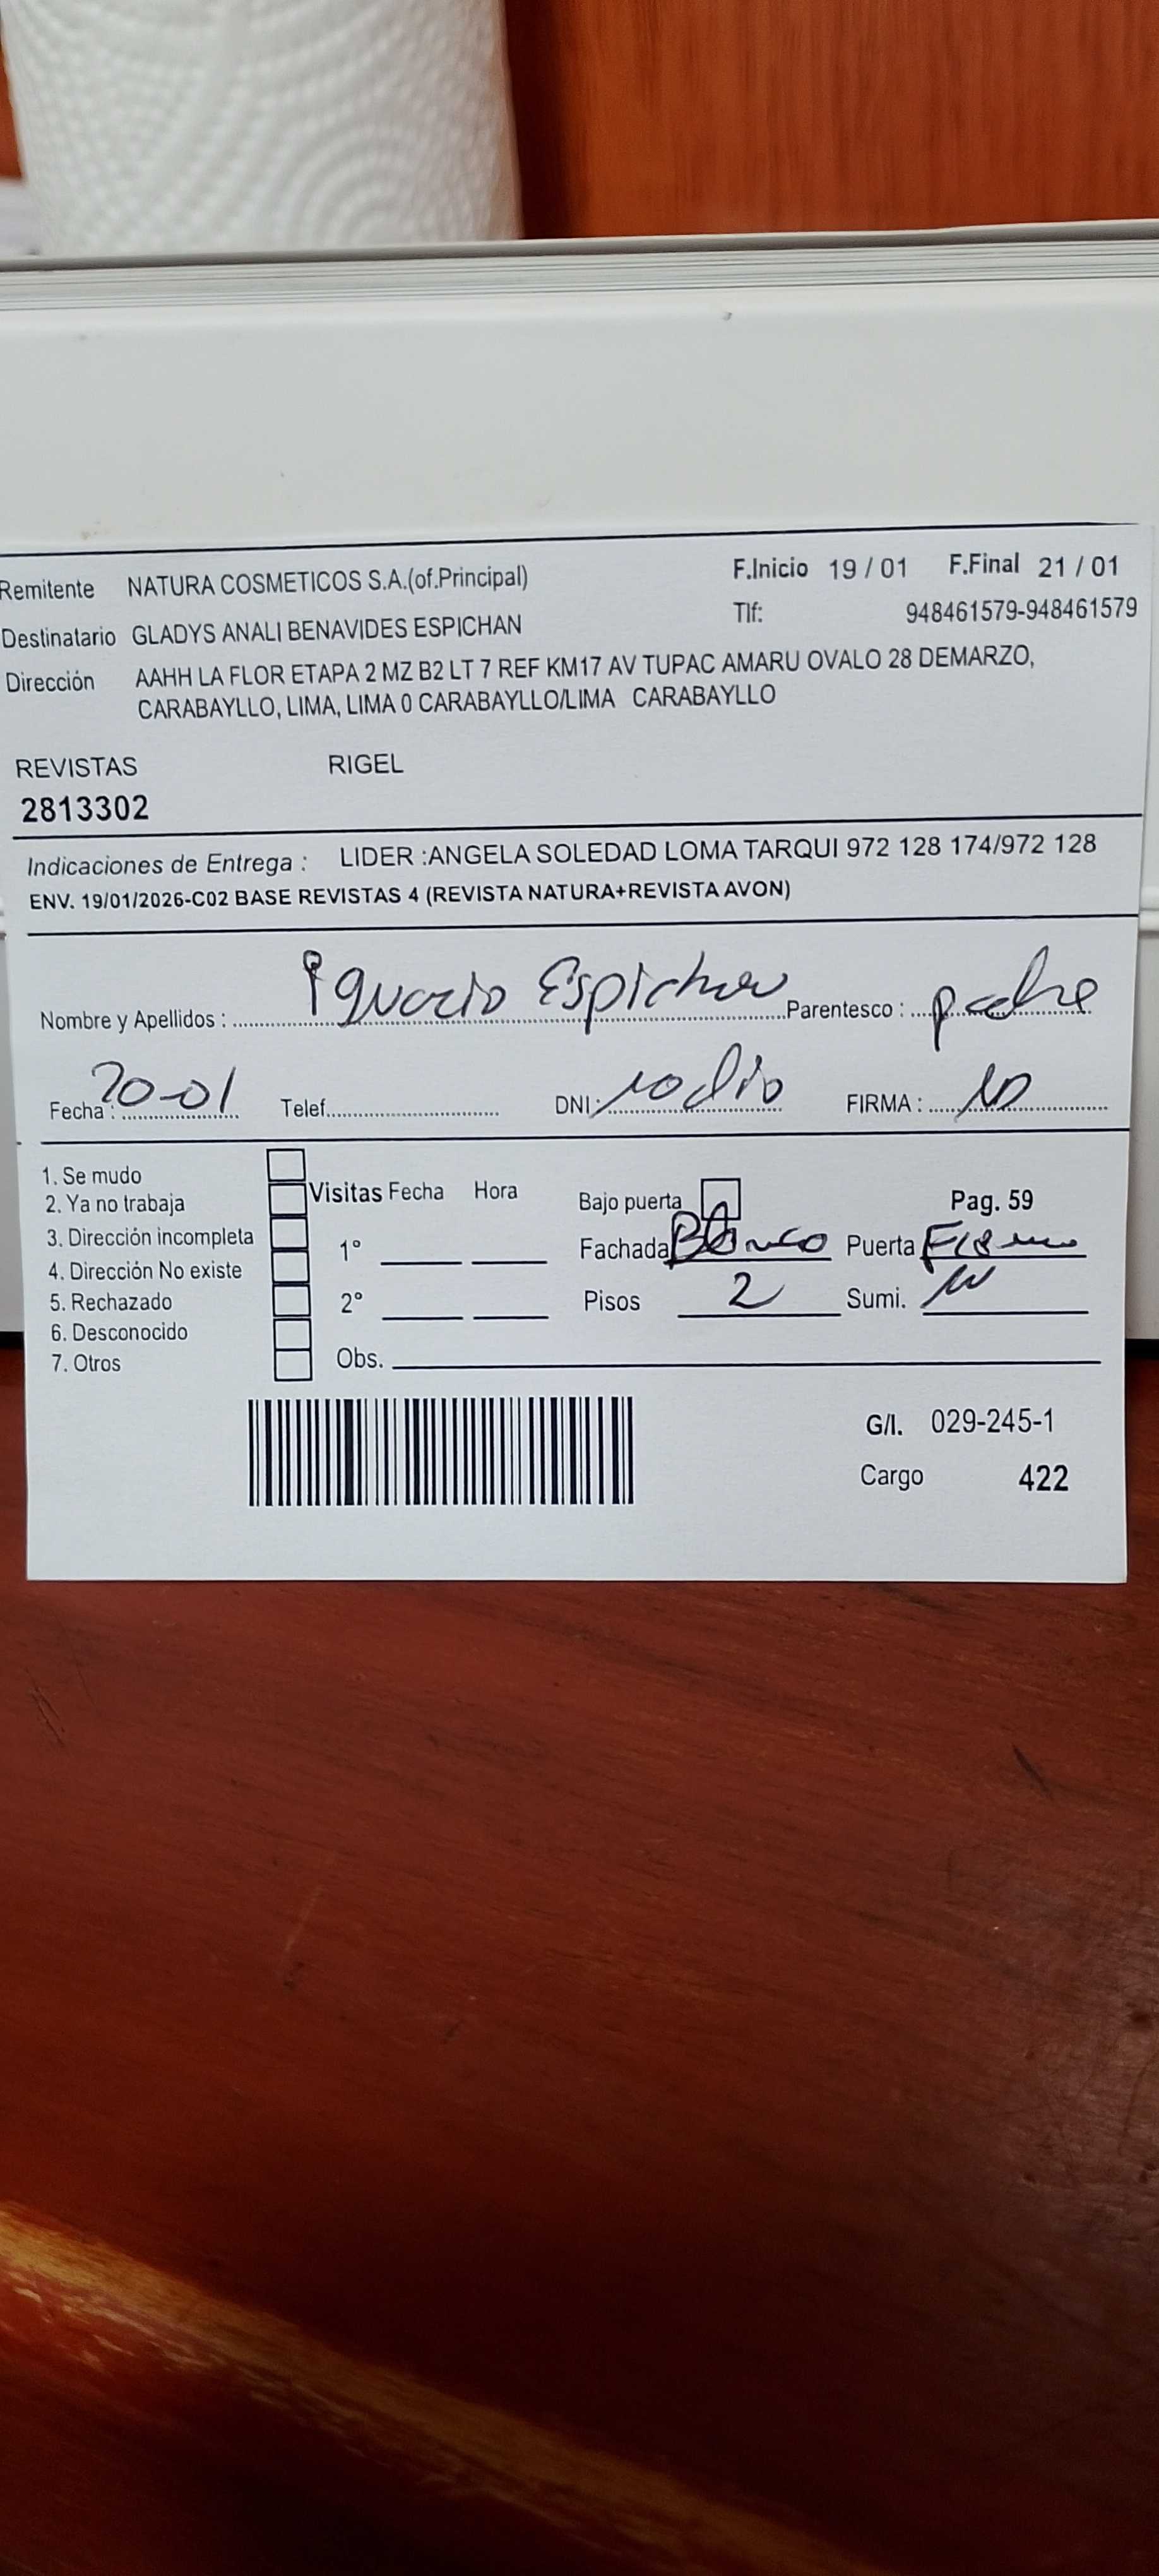 Remitente NATURA COSMETICOS S.A.(of.Principal) F.Inicio 19 / 01 F.Final 21 / 01
Destinatario GLADYS ANALI BENAVIDES ESPICHAN Tlf: 948461579-948461579
Dirección AAHH LA FLOR ETAPA 2 MZ B2 LT 7 REF KM17 AV TUPAC AMARU OVALO 28 DEMARZO,
CARABAYLLO, LIMA, LIMA 0 CARABAYLLO/LIMA CARABAYLLO
REVISTAS RIGEL
2813302
Indicaciones de Entrega : LIDER :ANGELA SOLEDAD LOMA TARQUI 972 128 174/972 128
ENV. 19/01/2026-C02 BASE REVISTAS 4 (REVISTA NATURA+REVISTA AVON)
Nombre y Apellidos : Ignacio Espichan Parentesco : padre
Fecha : 20-01 Telef. DNI: no dio FIRMA :
1. Se mudo
2. Ya no trabaja Visitas Fecha Hora Bajo puerta Pag. 59
3. Dirección incompleta 1° Fachada Blanco Puerta
4. Dirección No existe
5. Rechazado 2° Pisos 2 Sumi.
6. Desconocido
7. Otros Obs.
G/I. 029-245-1
Cargo 422